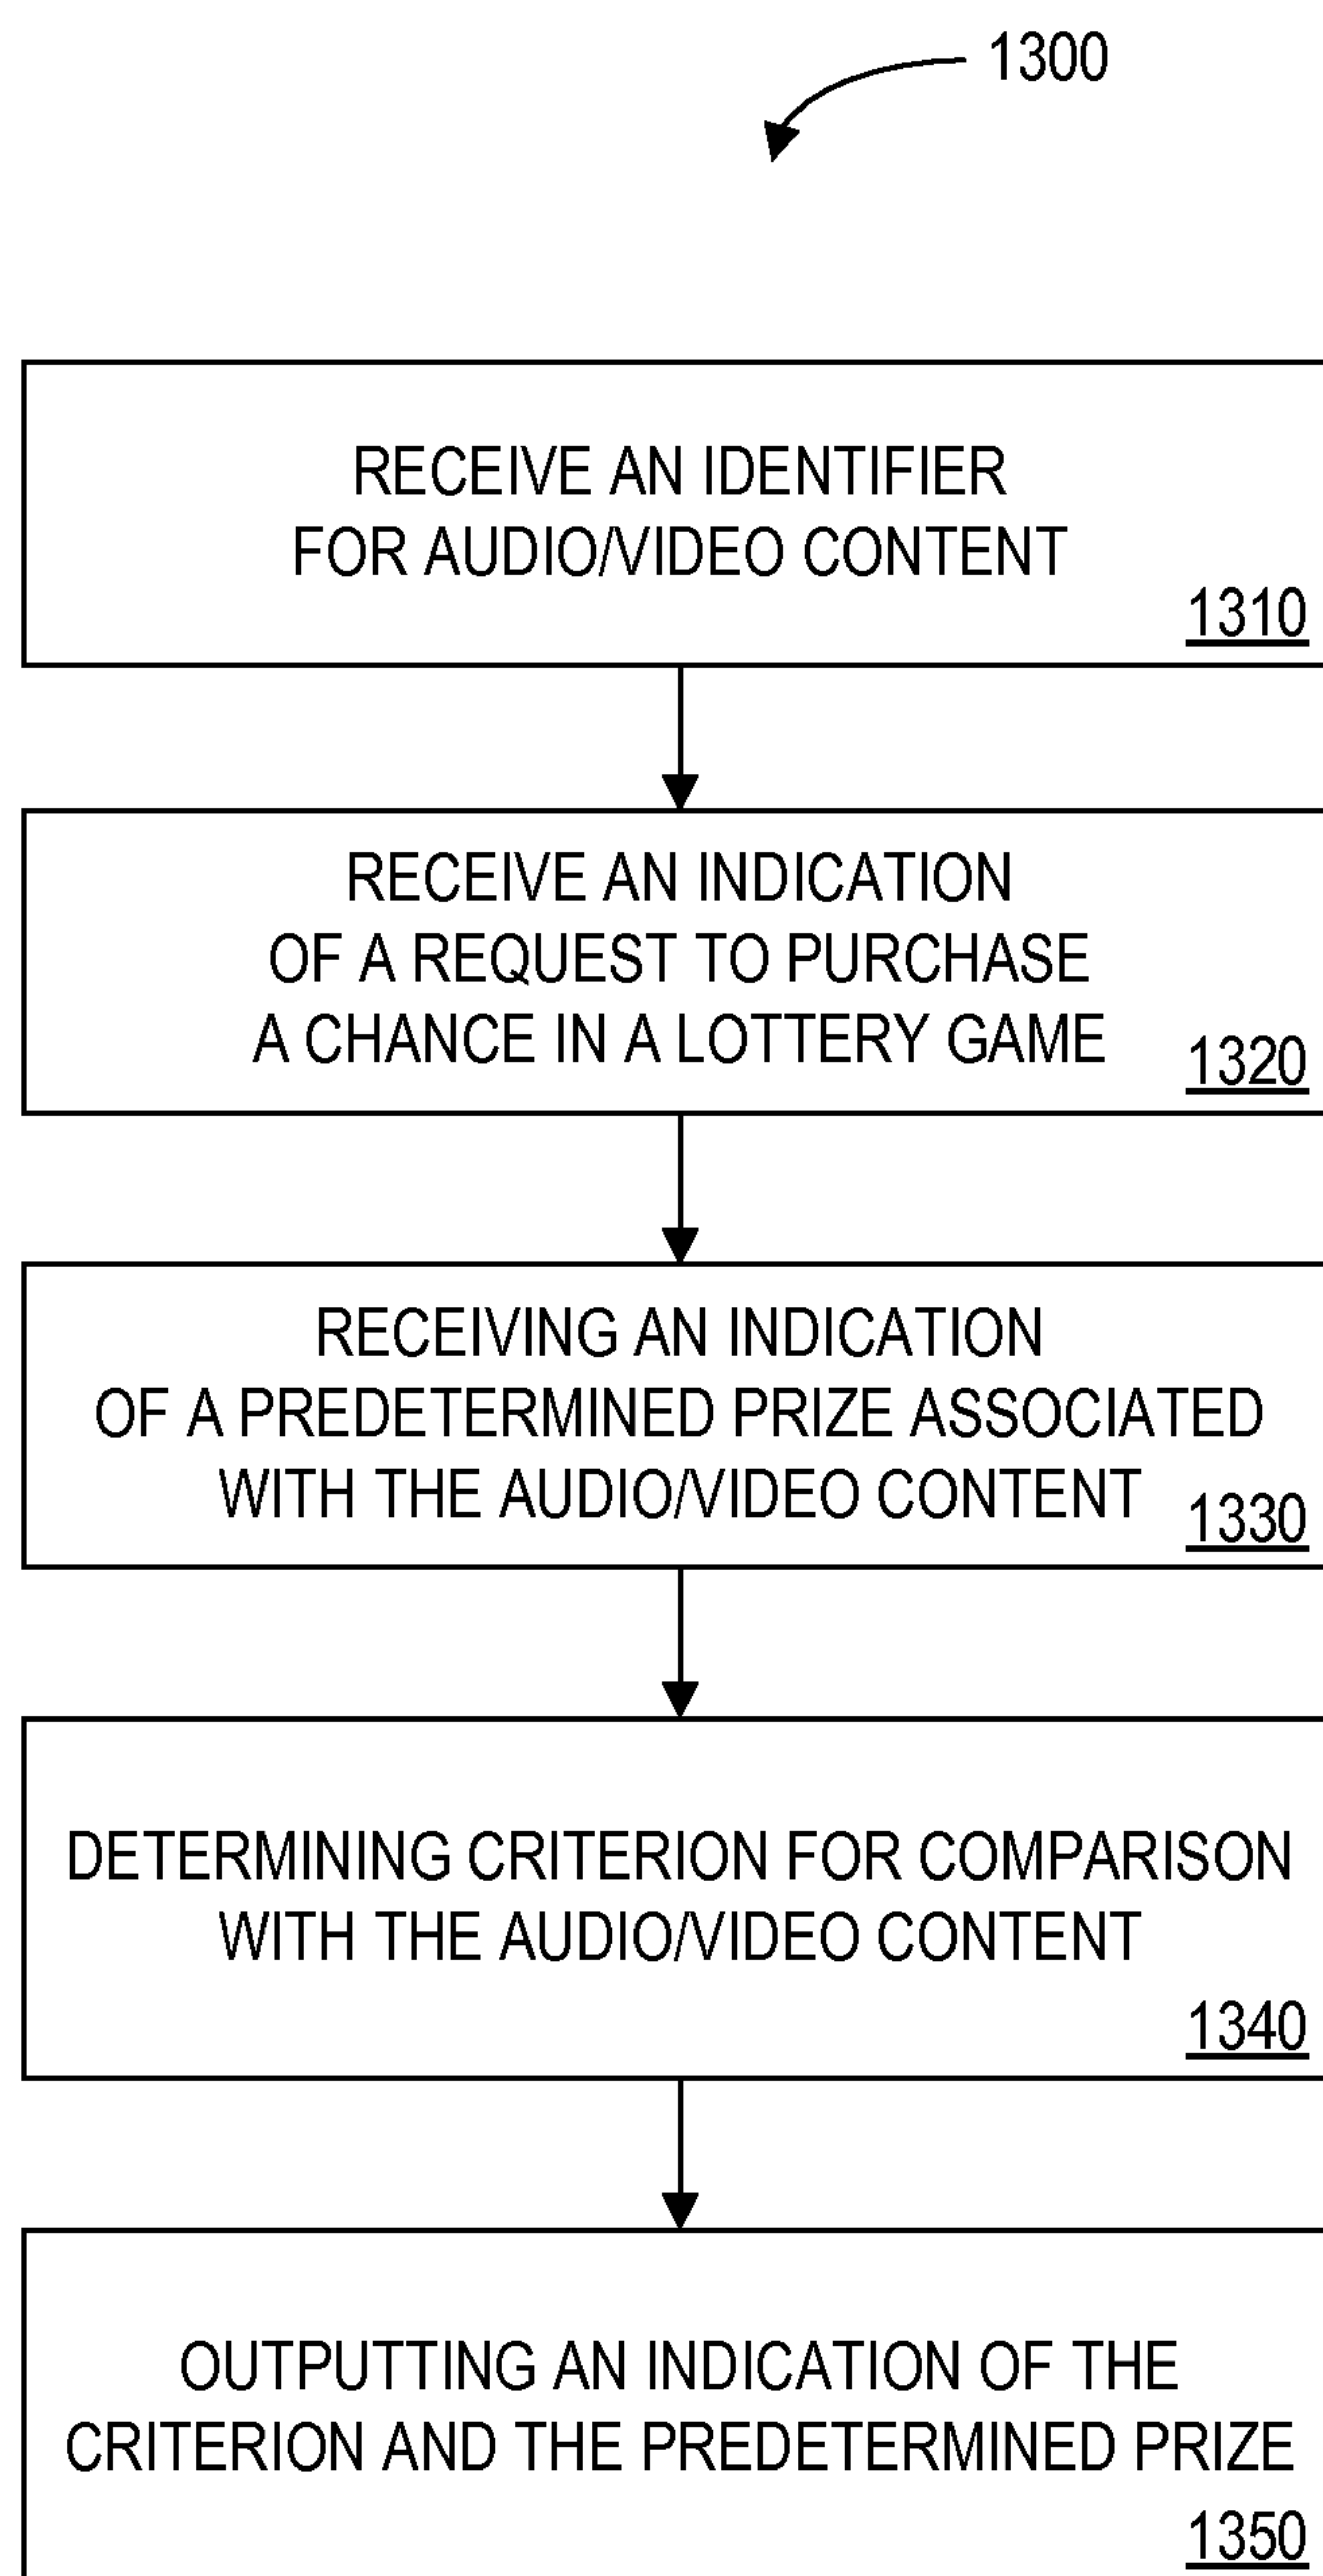 1300
RECEIVE AN IDENTIFIER
FOR AUDIO/VIDEO CONTENT
1310
RECEIVE AN INDICATION
OF A REQUEST TO PURCHASE
A CHANCE IN A LOTTERY GAME
1320
RECEIVING AN INDICATION
OF A PREDETERMINED PRIZE ASSOCIATED
WITH THE AUDIO/VIDEO CONTENT
1330
DETERMINING CRITERION FOR COMPARISON
WITH THE AUDIO/VIDEO CONTENT
1340
OUTPUTTING AN INDICATION OF THE
CRITERION AND THE PREDETERMINED PRIZE
1350